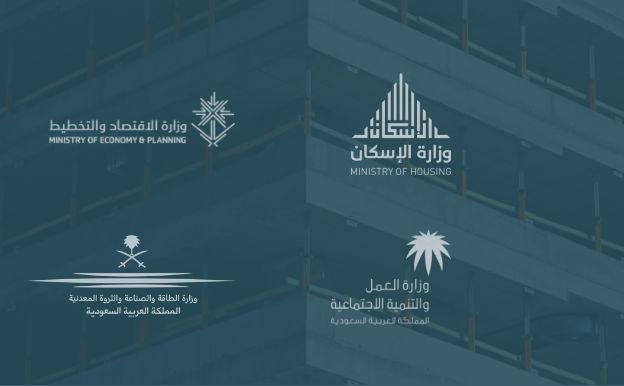 وزارة الاقتصاد والتخطيط
MINISTRY OF ECONOMY & PLANNING
الإسكان
وزارة الإسكان
MINISTRY OF HOUSING
وزارة الطاقة والصناعة والثروة المعدنية
المملكة العربية السعودية
وزارة العمل
والتنمية الاجتماعية
المملكة العربية السعودية